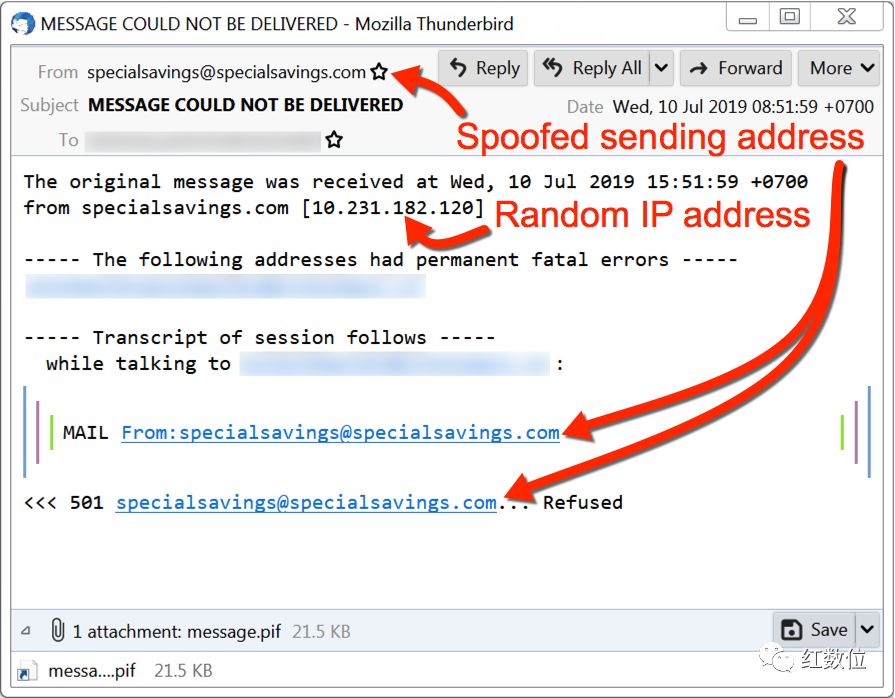 MESSAGE COULD NOT BE DELIVERED - Mozilla Thunderbird
From specialsavings@specialsavings.com Reply Reply All Forward More
Subject MESSAGE COULD NOT BE DELIVERED Date Wed, 10 Jul 2019 08:51:59 +0700
To
Spoofed sending address
The original message was received at Wed, 10 Jul 2019 15:51:59 +0700
from specialsavings.com [10.231.182.120]
Random IP address
----- The following addresses had permanent fatal errors -----
----- Transcript of session follows -----
while talking to :
MAIL From:specialsavings@specialsavings.com
<<< 501 specialsavings@specialsavings.com... Refused
1 attachment: message.pif 21.5 KB Save
messa....pif 21.5 KB
红数位